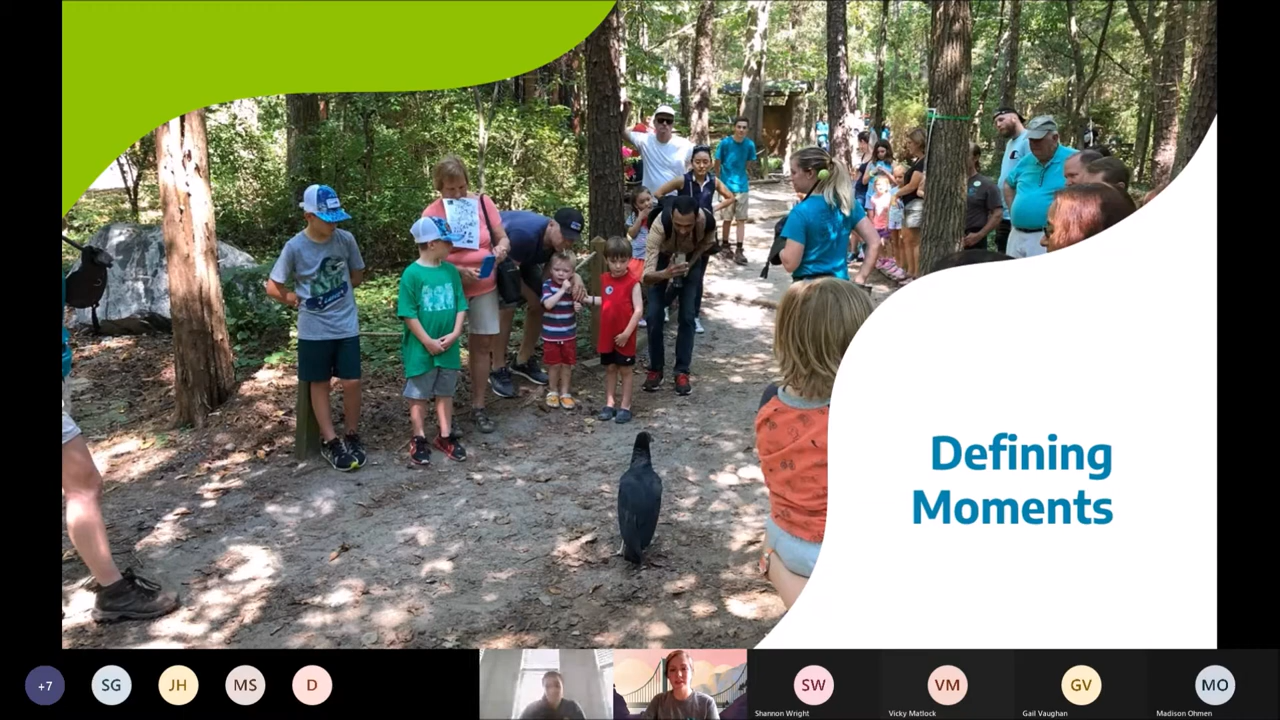 Defining
Moments
+7
SG
JH
MS
D
SW
VM
GV
MO
Shannon Wright
Vicky Matlock
Gail Vaughan
Madison Ohmen